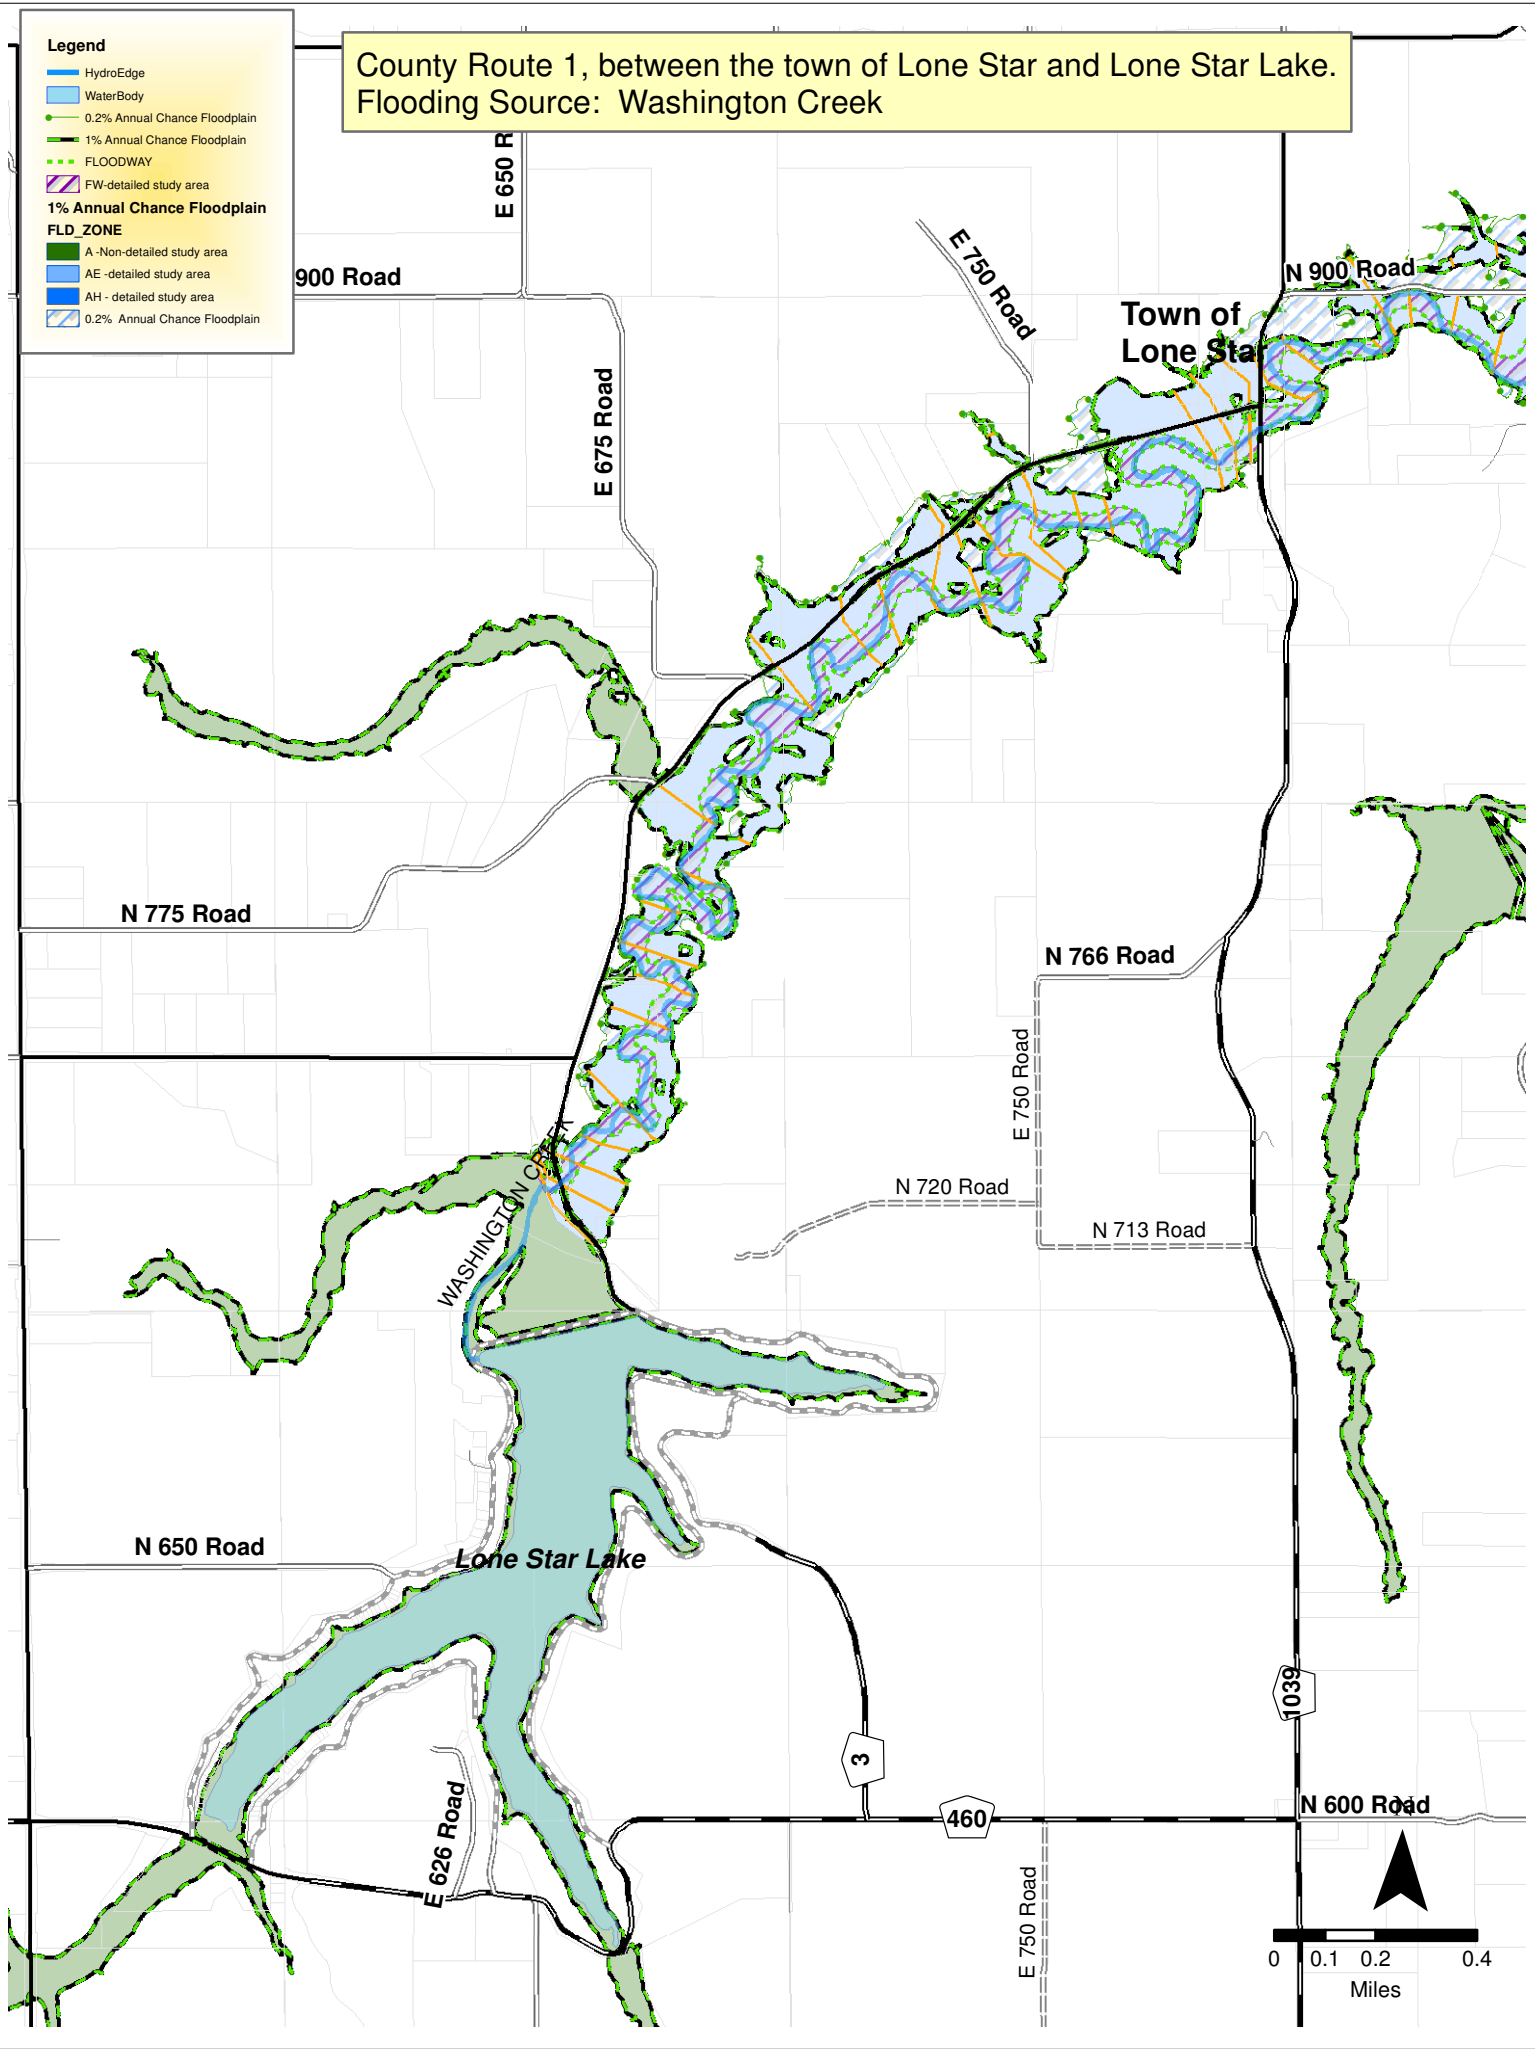 Legend
HydroEdge
WaterBody
0.2% Annual Chance Floodplain
1% Annual Chance Floodplain
FLOODWAY
FW-detailed study area
1% Annual Chance Floodplain
FLD_ZONE
A -Non-detailed study area
AE -detailed study area
AH - detailed study area
0.2% Annual Chance Floodplain
County Route 1, between the town of Lone Star and Lone Star Lake.
Flooding Source: Washington Creek
E 650 R
900 Road
E 750 Road
N 900 Road
Town of
Lone Star
E 675 Road
N 775 Road
N 766 Road
E 750 Road
WASHINGTON CREEK
N 720 Road
N 713 Road
N 650 Road
Lone Star Lake
1039
3
E 626 Road
460
N 600 Road
N
E 750 Road
0 0.1 0.2 0.4
Miles